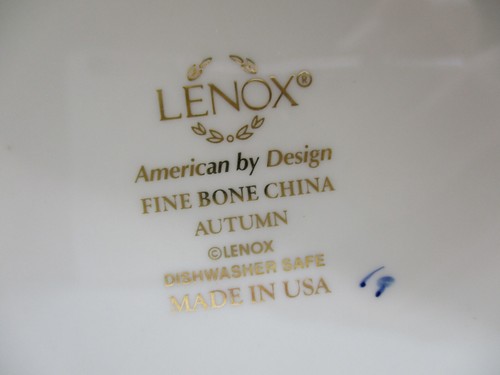 LENOX®
American by Design
FINE BONE CHINA
AUTUMN
©LENOX
DISHWASHER SAFE
MADE IN USA